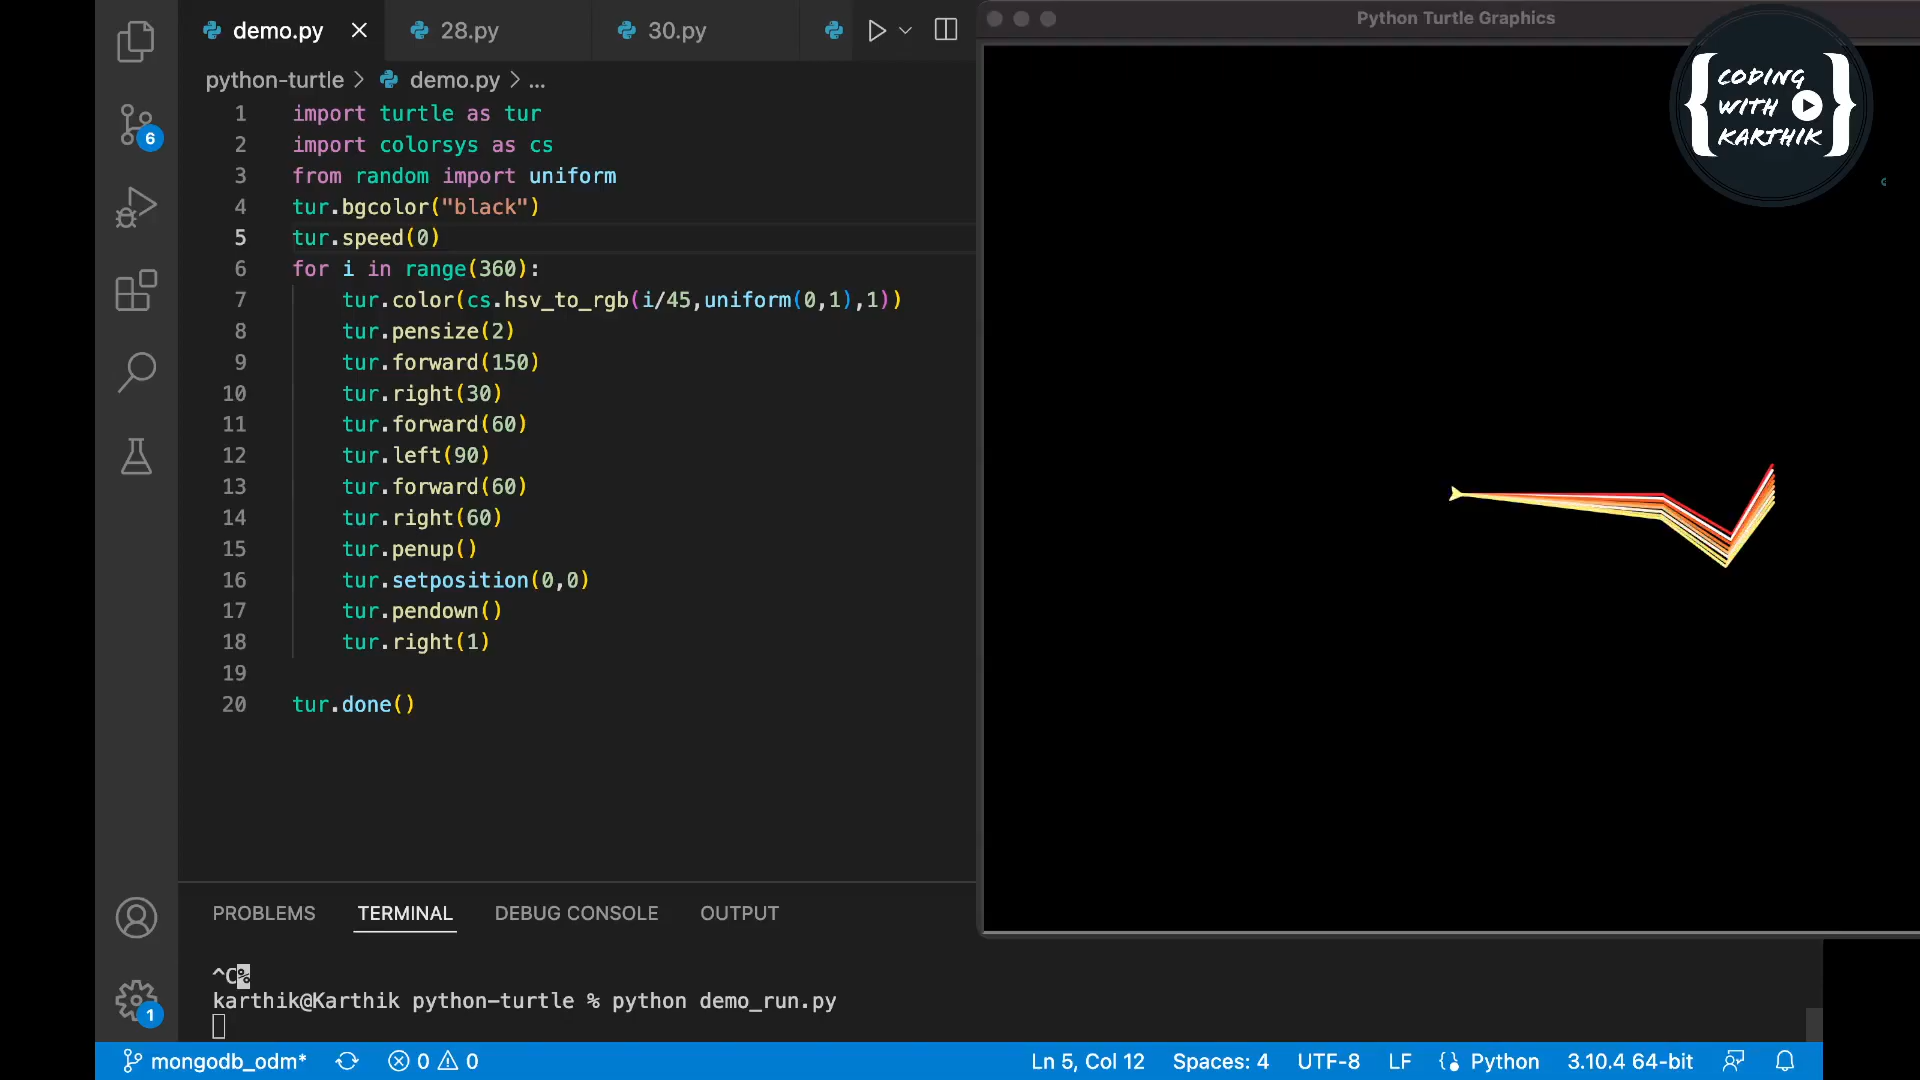 demo.py
28.py
30.py
Python Turtle Graphics
CODING
WITH
KARTHIK
python-turtle > demo.py > ...
1 import turtle as tur
2 import colorsys as cs
3 from random import uniform
4 tur.bgcolor("black")
5 tur.speed(0)
6 for i in range(360):
7 tur.color(cs.hsv_to_rgb(i/45,uniform(0,1),1))
8 tur.pensize(2)
9 tur.forward(150)
10 tur.right(30)
11 tur.forward(60)
12 tur.left(90)
13 tur.forward(60)
14 tur.right(60)
15 tur.penup()
16 tur.setposition(0,0)
17 tur.pendown()
18 tur.right(1)
19
20 tur.done()
6
PROBLEMS TERMINAL DEBUG CONSOLE OUTPUT
^C%
karthik@Karthik python-turtle % python demo_run.py
1
mongodb_odm* 0 0 Ln 5, Col 12 Spaces: 4 UTF-8 LF Python 3.10.4 64-bit